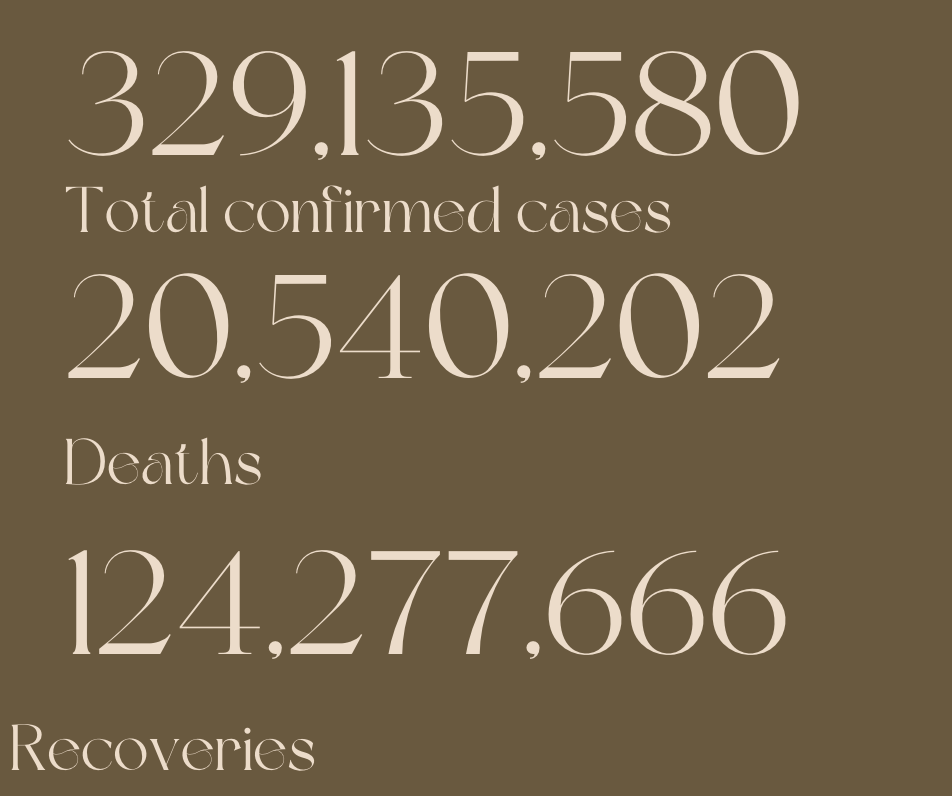 329,135,580
Total confirmed cases
20,540,202
Deaths
124,277,666
Recoveries